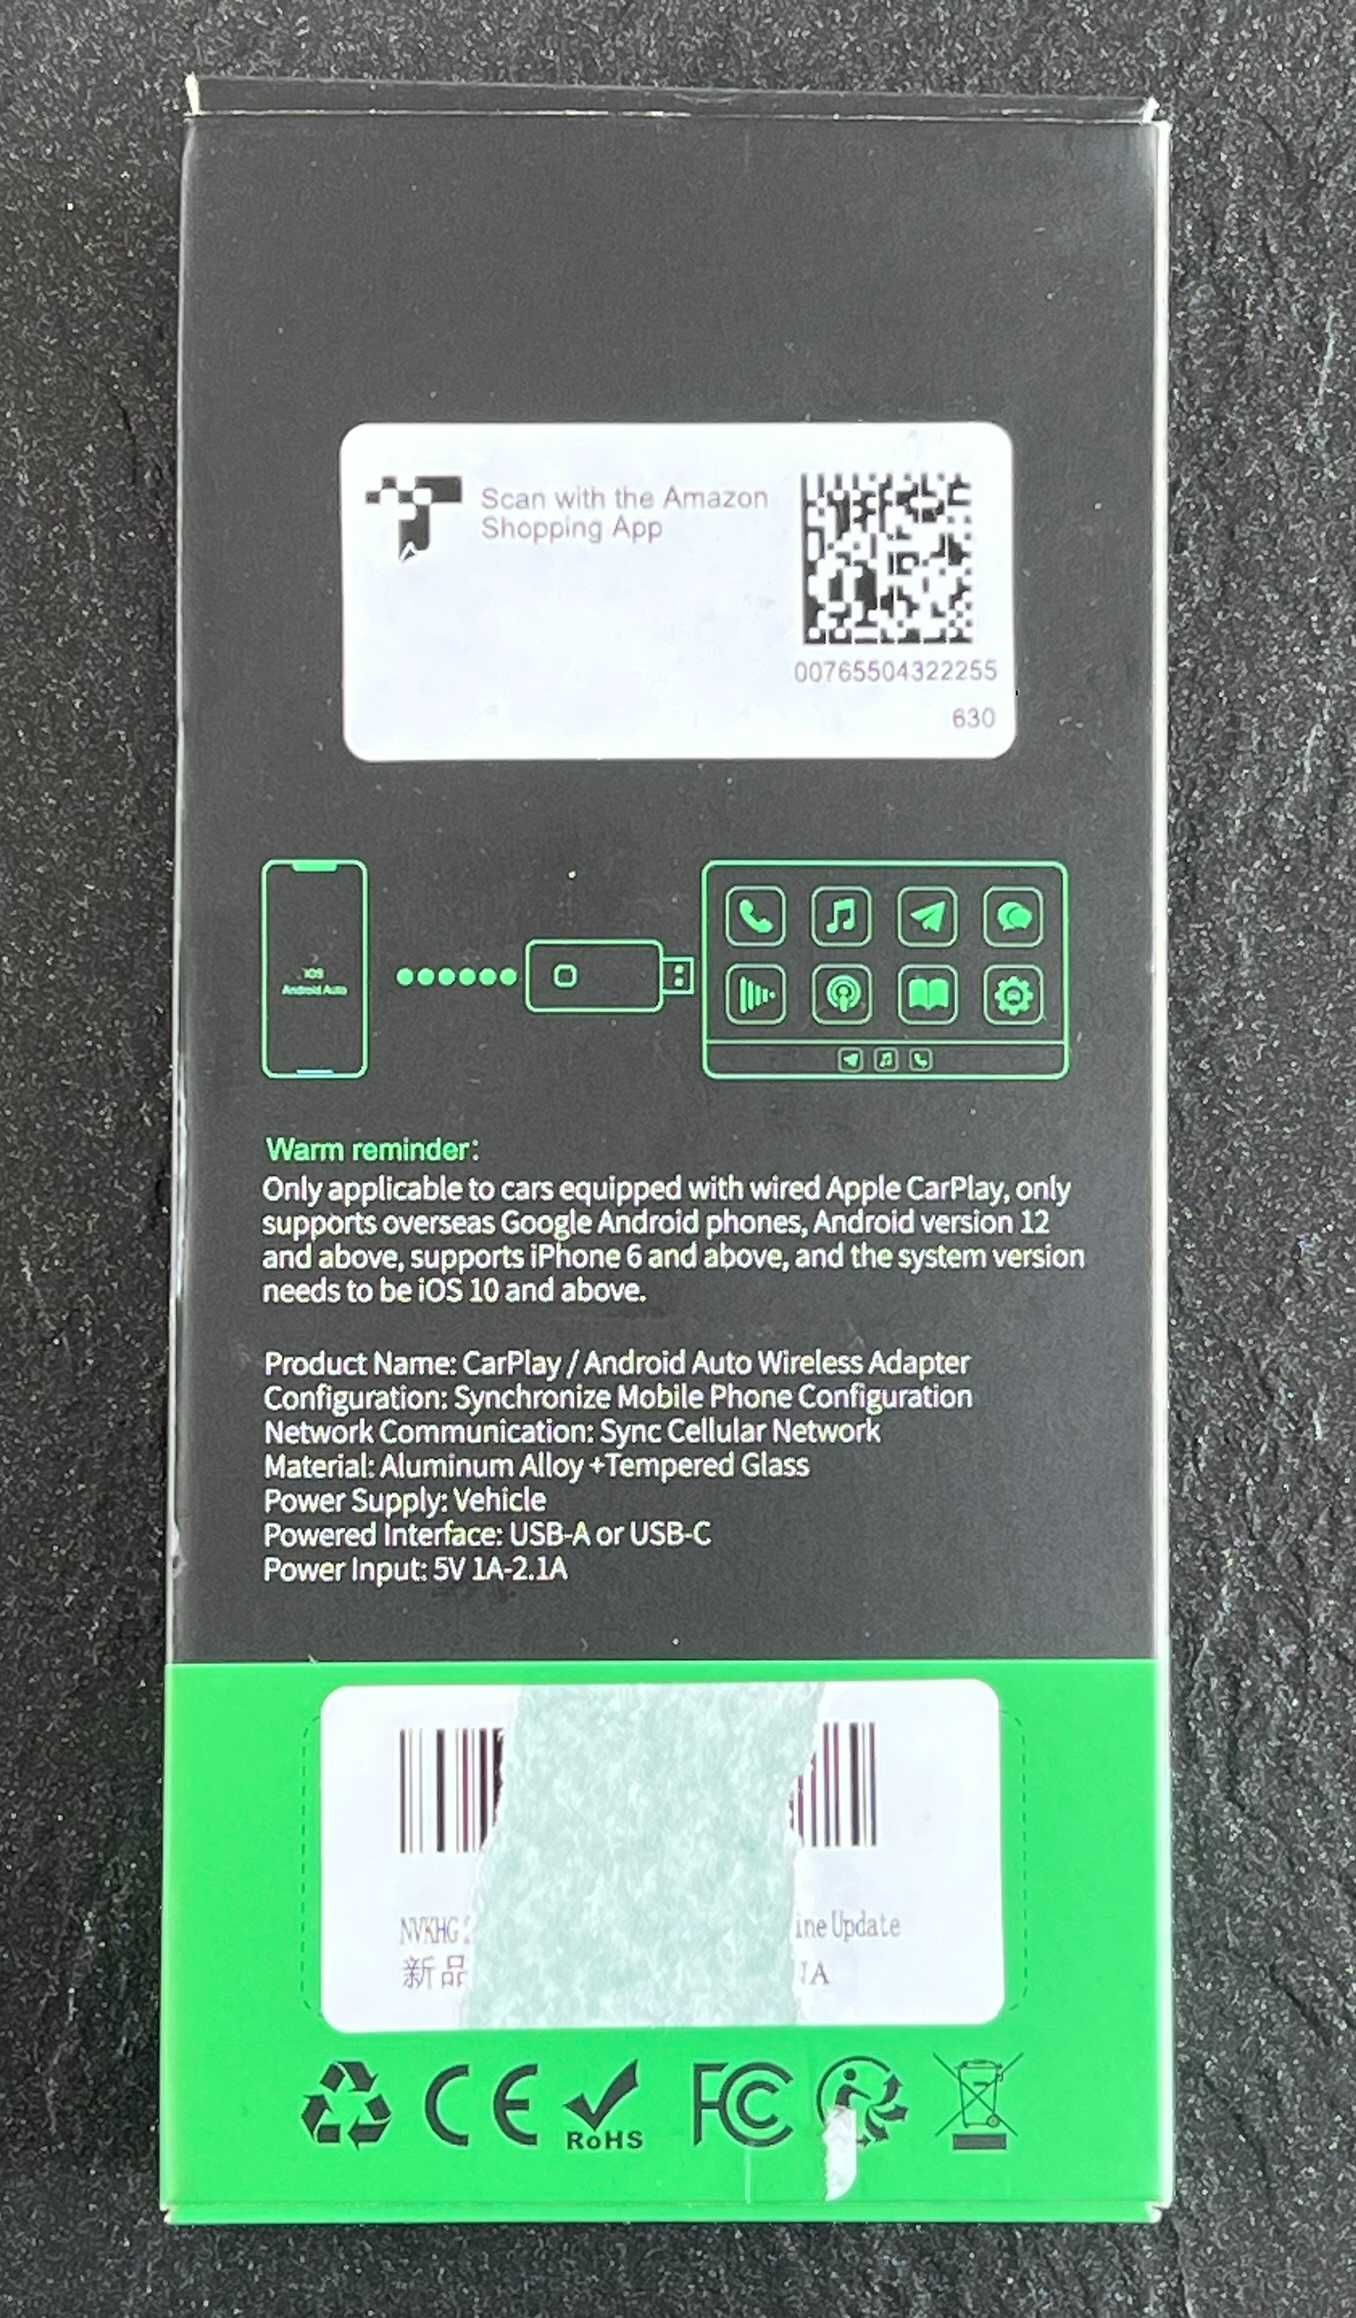 Scan with the Amazon
Shopping App
00765504322255
630
iOS
Android Auto
Warm reminder:
Only applicable to cars equipped with wired Apple CarPlay, only
supports overseas Google Android phones, Android version 12
and above, supports iPhone 6 and above, and the system version
needs to be iOS 10 and above.
Product Name: CarPlay / Android Auto Wireless Adapter
Configuration: Synchronize Mobile Phone Configuration
Network Communication: Sync Cellular Network
Material: Aluminum Alloy +Tempered Glass
Power Supply: Vehicle
Powered Interface: USB-A or USB-C
Power Input: 5V 1A-2.1A
NVKHG ine Update
新品 A
CE RoHS FC